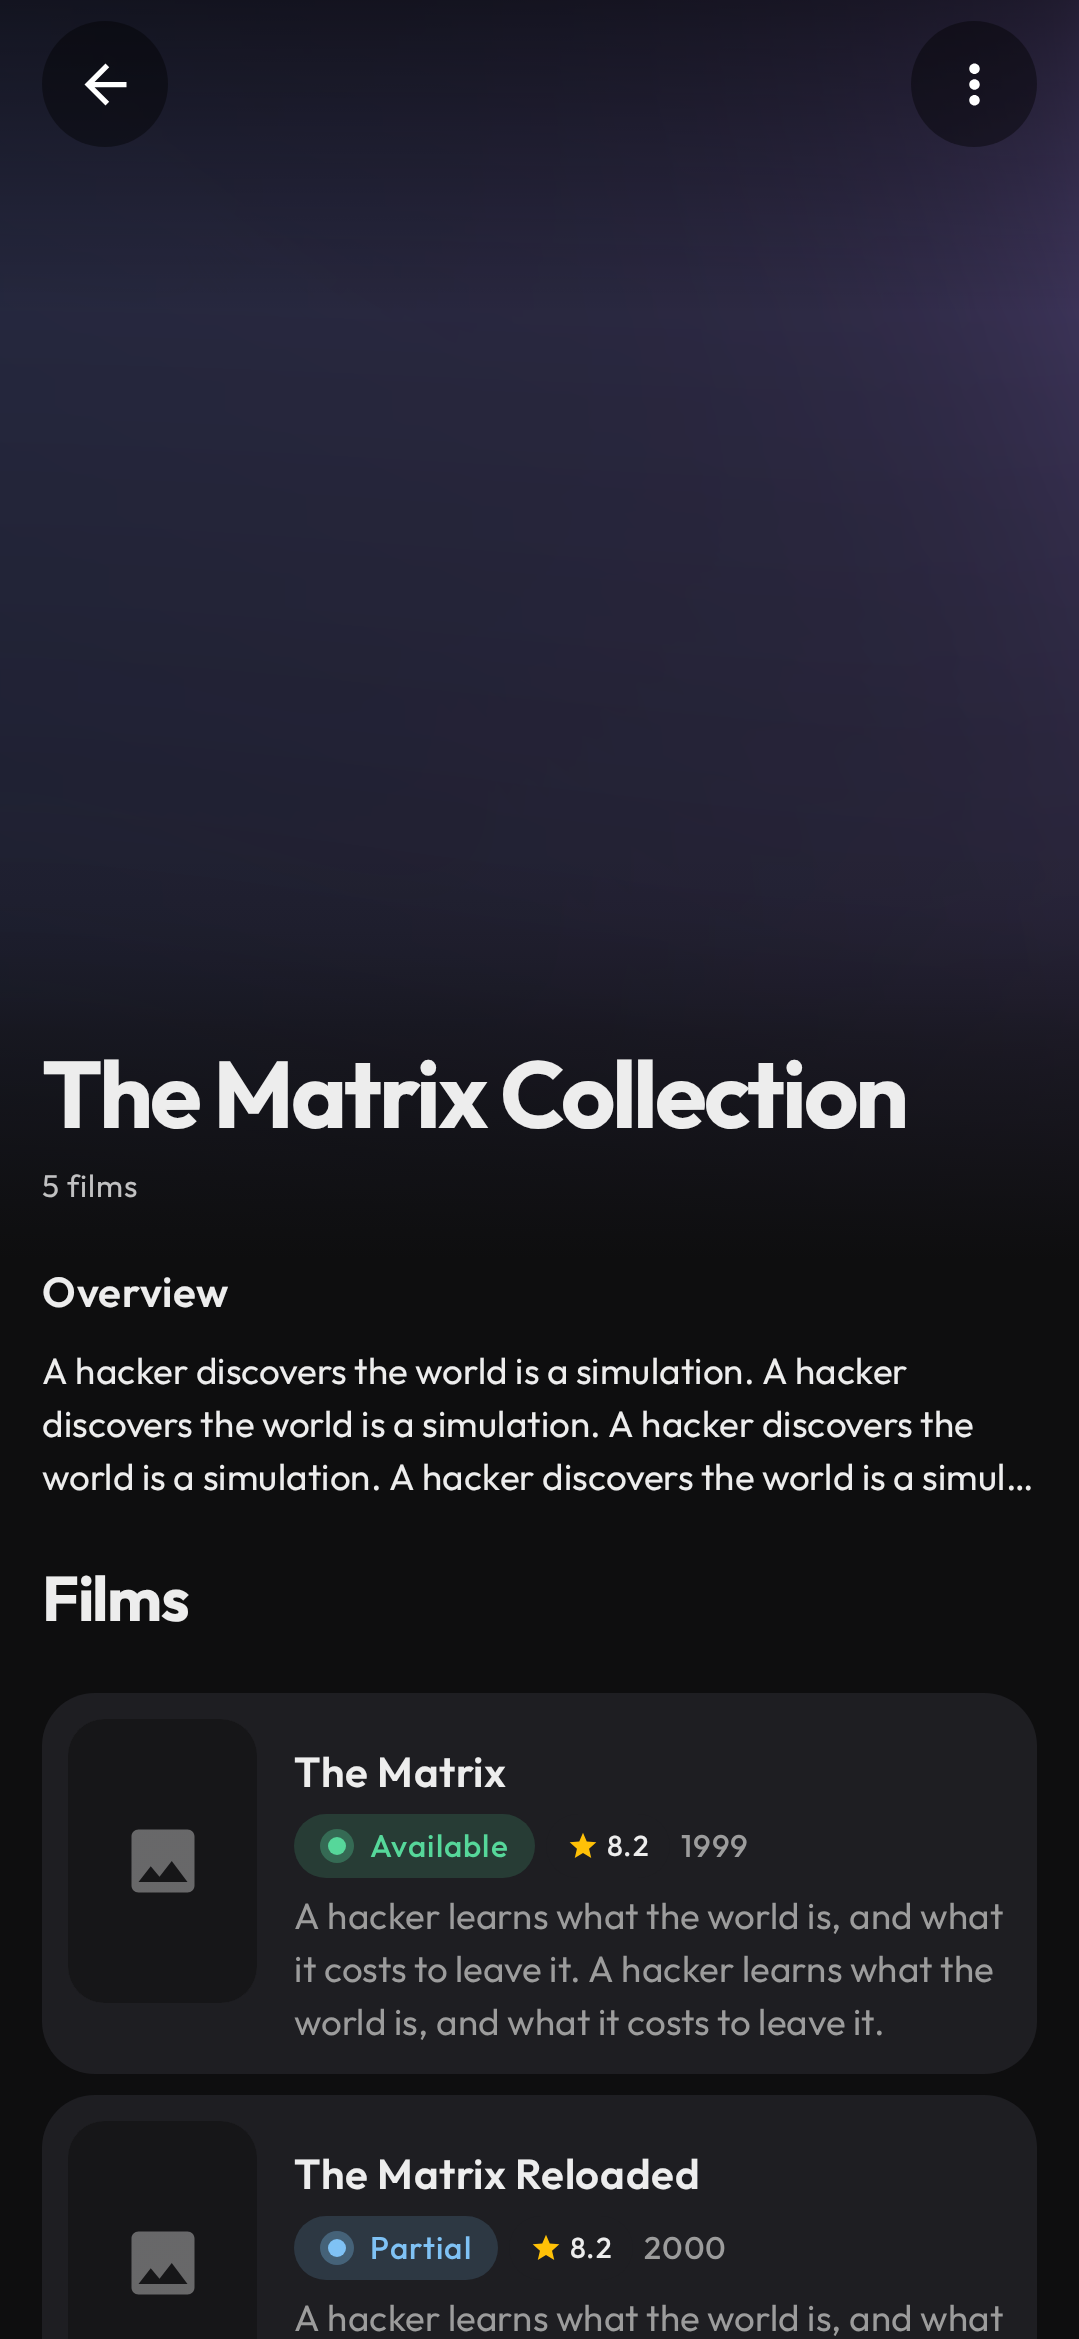 The Matrix Collection
5 films
Overview
A hacker discovers the world is a simulation. A hacker
discovers the world is a simulation. A hacker discovers the
world is a simulation. A hacker discovers the world is a simul...
Films
The Matrix
Available 8.2 1999
A hacker learns what the world is, and what
it costs to leave it. A hacker learns what the
world is, and what it costs to leave it.
The Matrix Reloaded
Partial 8.2 2000
A hacker learns what the world is, and what